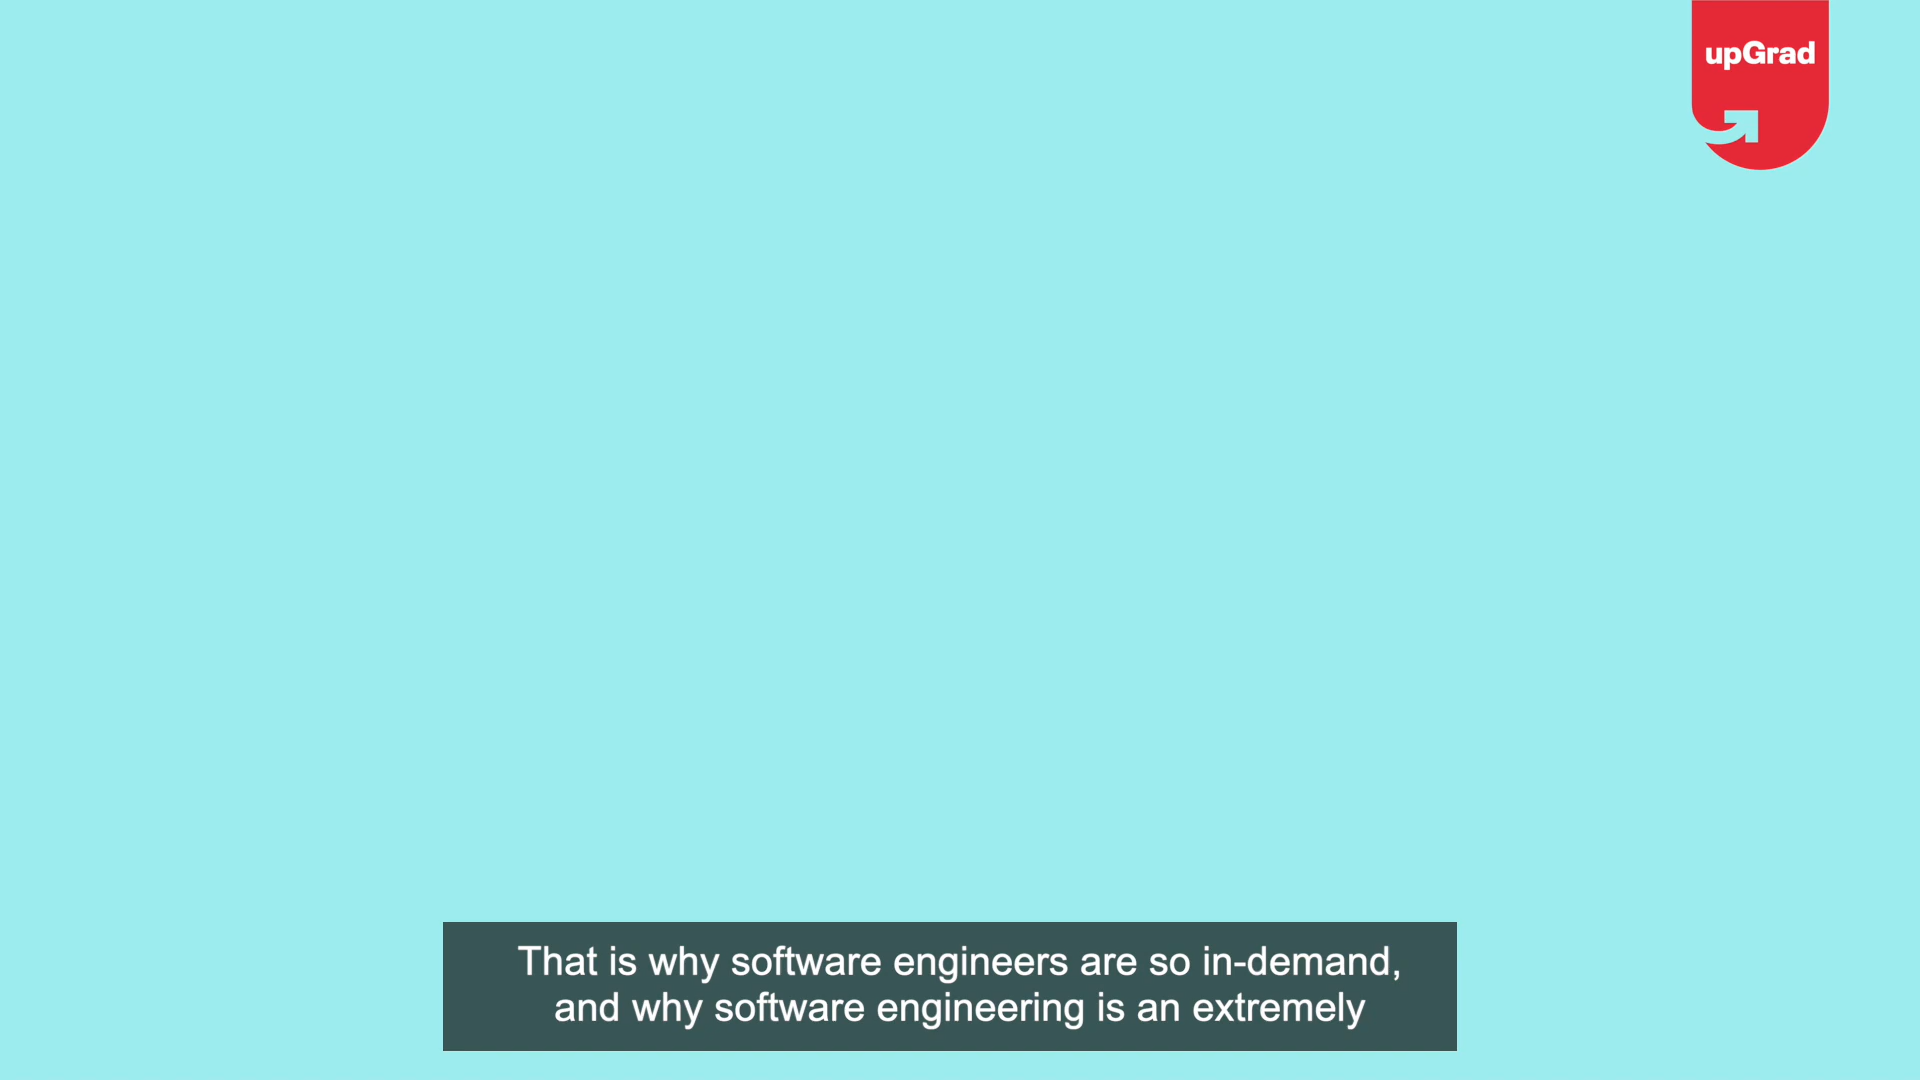 upGrad
That is why software engineers are so in-demand,
and why software engineering is an extremely